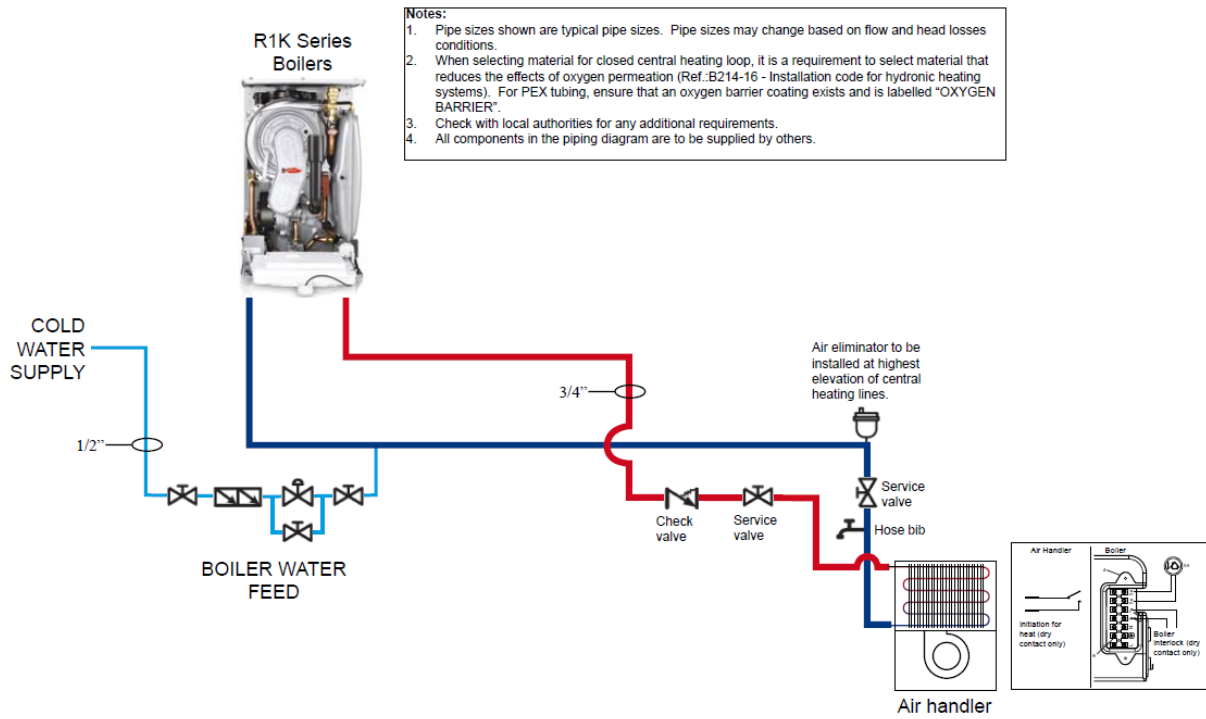 R1K Series
Boilers
Notes:
1. Pipe sizes shown are typical pipe sizes. Pipe sizes may change based on flow and head losses
conditions.
2. When selecting material for closed central heating loop, it is a requirement to select material that
reduces the effects of oxygen permeation (Ref.:B214-16 - Installation code for hydronic heating
systems). For PEX tubing, ensure that an oxygen barrier coating exists and is labelled “OXYGEN
BARRIER”.
3. Check with local authorities for any additional requirements.
4. All components in the piping diagram are to be supplied by others.
COLD
WATER
SUPPLY
1/2”
3/4”
Air eliminator to be
installed at highest
elevation of central
heating lines.
Service
valve
Hose bib
Check
valve
Service
valve
BOILER WATER
FEED
Air handler
Air Handler
Boiler
Initiation for
heat (dry
contact only)
Boiler
Interlock (dry
contact only)